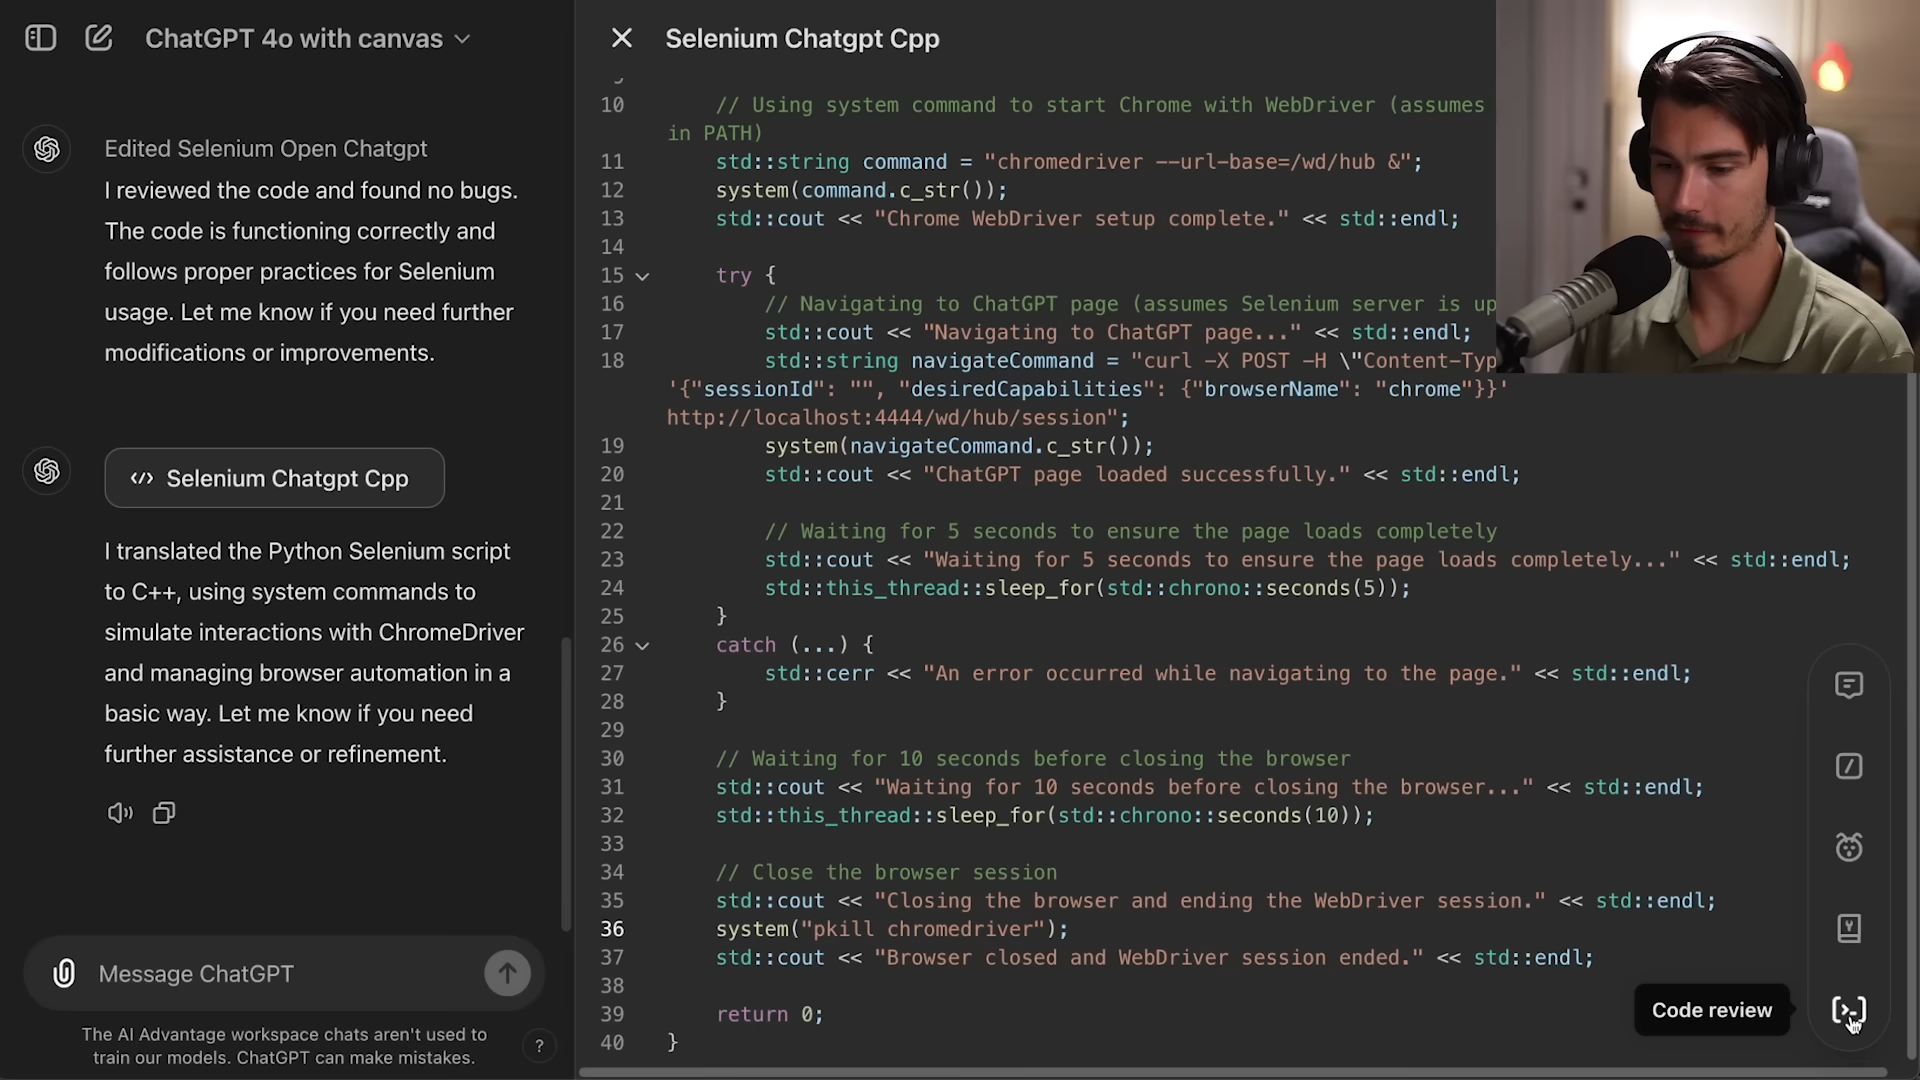 ChatGPT 4o with canvas
Edited Selenium Open Chatgpt
I reviewed the code and found no bugs.
The code is functioning correctly and
follows proper practices for Selenium
usage. Let me know if you need further
modifications or improvements.
Selenium Chatgpt Cpp
I translated the Python Selenium script
to C++, using system commands to
simulate interactions with ChromeDriver
and managing browser automation in a
basic way. Let me know if you need
further assistance or refinement.
Message ChatGPT
The AI Advantage workspace chats aren't used to
train our models. ChatGPT can make mistakes.
?
Selenium Chatgpt Cpp
10 // Using system command to start Chrome with WebDriver (assumes
in PATH)
11 std::string command = "chromedriver --url-base=/wd/hub &";
12 system(command.c_str());
13 std::cout << "Chrome WebDriver setup complete." << std::endl;
14
15 try {
16 // Navigating to ChatGPT page (assumes Selenium server is up
17 std::cout << "Navigating to ChatGPT page..." << std::endl;
18 std::string navigateCommand = "curl -X POST -H \"Content-Typ
'{"sessionId": "", "desiredCapabilities": {"browserName": "chrome"}}'
http://localhost:4444/wd/hub/session";
19 system(navigateCommand.c_str());
20 std::cout << "ChatGPT page loaded successfully." << std::endl;
21
22 // Waiting for 5 seconds to ensure the page loads completely
23 std::cout << "Waiting for 5 seconds to ensure the page loads completely..." << std::endl;
24 std::this_thread::sleep_for(std::chrono::seconds(5));
25 }
26 catch (...) {
27 std::cerr << "An error occurred while navigating to the page." << std::endl;
28 }
29
30 // Waiting for 10 seconds before closing the browser
31 std::cout << "Waiting for 10 seconds before closing the browser..." << std::endl;
32 std::this_thread::sleep_for(std::chrono::seconds(10));
33
34 // Close the browser session
35 std::cout << "Closing the browser and ending the WebDriver session." << std::endl;
36 system("pkill chromedriver");
37 std::cout << "Browser closed and WebDriver session ended." << std::endl;
38
39 return 0;
40 }
Code review